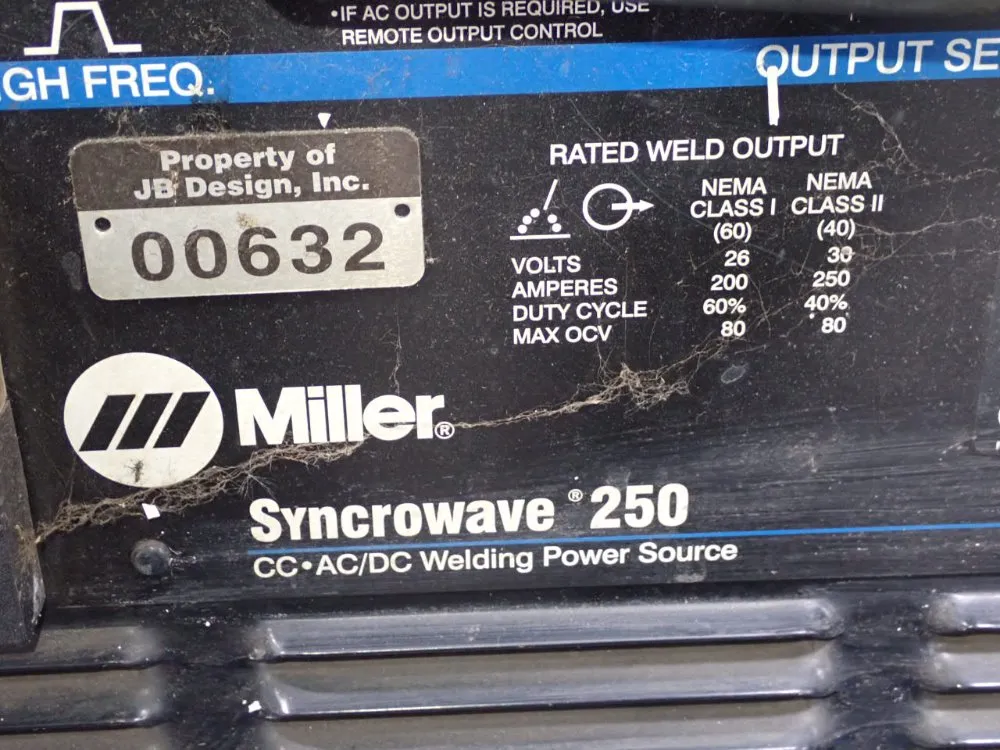 •IF AC OUTPUT IS REQUIRED, USE
REMOTE OUTPUT CONTROL
GH FREQ.
OUTPUT SE
Property of
JB Design, Inc.
00632
RATED WELD OUTPUT
NEMA NEMA
CLASS I CLASS II
(60) (40)
VOLTS 26 30
AMPERES 200 250
DUTY CYCLE 60% 40%
MAX OCV 80 80
Miller®
Syncrowave® 250
CC•AC/DC Welding Power Source